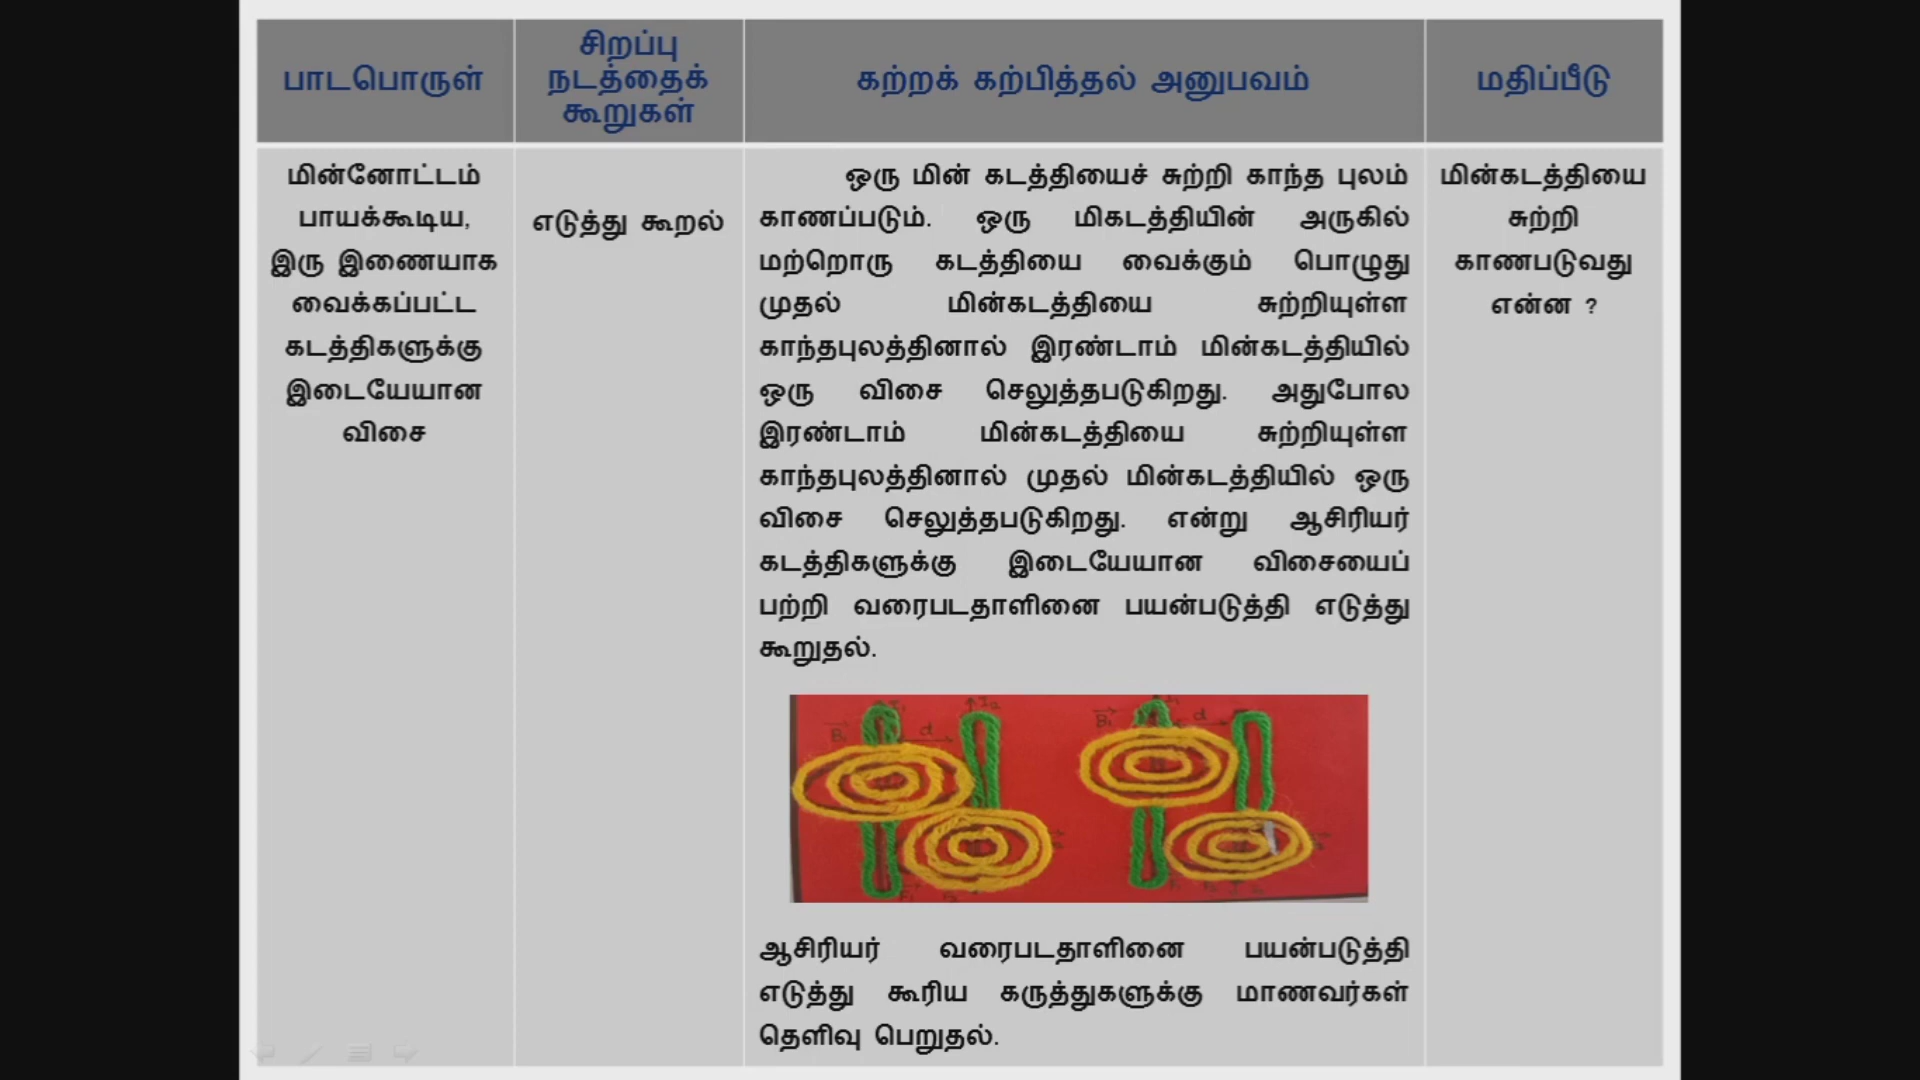 பாடபொருள்
சிறப்பு
நடத்தைக்
கூறுகள்
கற்றக் கற்பித்தல் அனுபவம்
மதிப்பீடு
மின்னோட்டம்
பாயக்கூடிய,
இரு இணையாக
வைக்கப்பட்ட
கடத்திகளுக்கு
இடையேயான
விசை
எடுத்து கூறல்
ஒரு மின் கடத்தியைச் சுற்றி காந்த புலம்
காணப்படும். ஒரு மிகடத்தியின் அருகில்
மற்றொரு கடத்தியை வைக்கும் பொழுது
முதல் மின்கடத்தியை சுற்றியுள்ள
காந்தபுலத்தினால் இரண்டாம் மின்கடத்தியில்
ஒரு விசை செலுத்தபடுகிறது. அதுபோல
இரண்டாம் மின்கடத்தியை சுற்றியுள்ள
காந்தபுலத்தினால் முதல் மின்கடத்தியில் ஒரு
விசை செலுத்தபடுகிறது. என்று ஆசிரியர்
கடத்திகளுக்கு இடையேயான விசையைப்
பற்றி வரைபடதாளினை பயன்படுத்தி எடுத்து
கூறுதல்.
d
d
ஆசிரியர் வரைபடதாளினை பயன்படுத்தி
எடுத்து கூரிய கருத்துகளுக்கு மாணவர்கள்
தெளிவு பெறுதல்.
மின்கடத்தியை
சுற்றி
காணபடுவது
என்ன ?